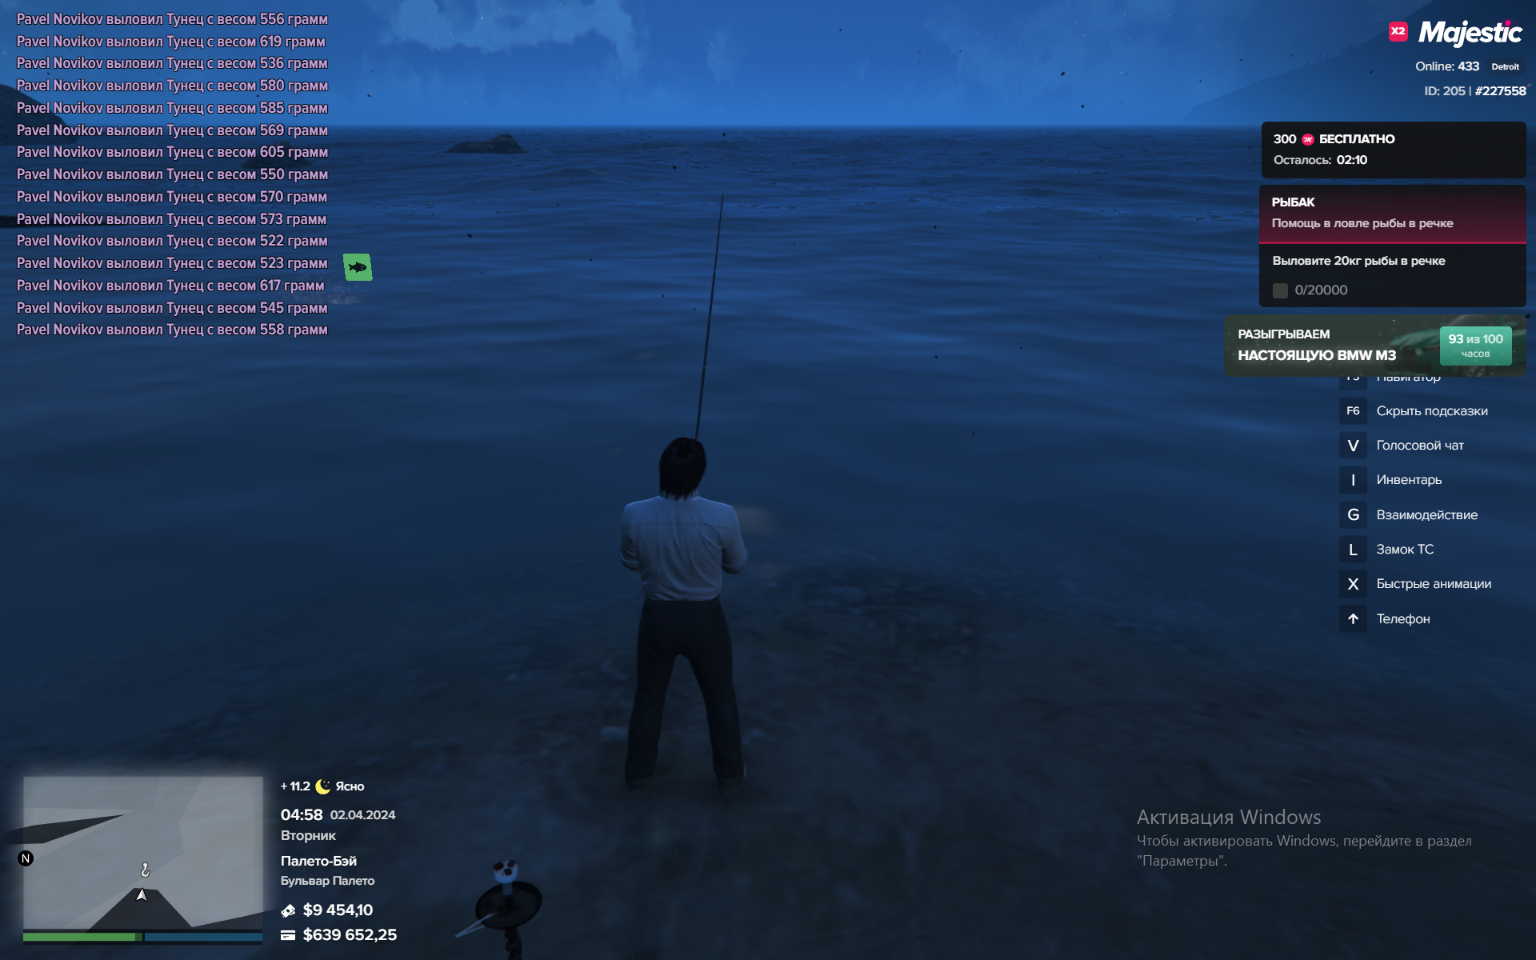 Pavel Novikov выловил Тунец с весом 556 грамм
Pavel Novikov выловил Тунец с весом 619 грамм
Pavel Novikov выловил Тунец с весом 536 грамм
Pavel Novikov выловил Тунец с весом 580 грамм
Pavel Novikov выловил Тунец с весом 585 грамм
Pavel Novikov выловил Тунец с весом 569 грамм
Pavel Novikov выловил Тунец с весом 605 грамм
Pavel Novikov выловил Тунец с весом 550 грамм
Pavel Novikov выловил Тунец с весом 570 грамм
Pavel Novikov выловил Тунец с весом 573 грамм
Pavel Novikov выловил Тунец с весом 522 грамм
Pavel Novikov выловил Тунец с весом 523 грамм
Pavel Novikov выловил Тунец с весом 617 грамм
Pavel Novikov выловил Тунец с весом 545 грамм
Pavel Novikov выловил Тунец с весом 558 грамм
X2 Majestic
Online: 433 Detroit
ID: 205 | #227558
300 БЕСПЛАТНО
Осталось: 02:10
РЫБАК
Помощь в ловле рыбы в речке
Выловите 20кг рыбы в речке
0/20000
РАЗЫГРЫВАЕМ
НАСТОЯЩУЮ BMW M3
93 из 100
часов
Навигатор
F6 Скрыть подсказки
V Голосовой чат
I Инвентарь
G Взаимодействие
L Замок ТС
X Быстрые анимации
Телефон
N
+11.2 Ясно
04:58 02.04.2024
Вторник
Палето-Бэй
Бульвар Палето
$9 454,10
$639 652,25
Активация Windows
Чтобы активировать Windows, перейдите в раздел
"Параметры".